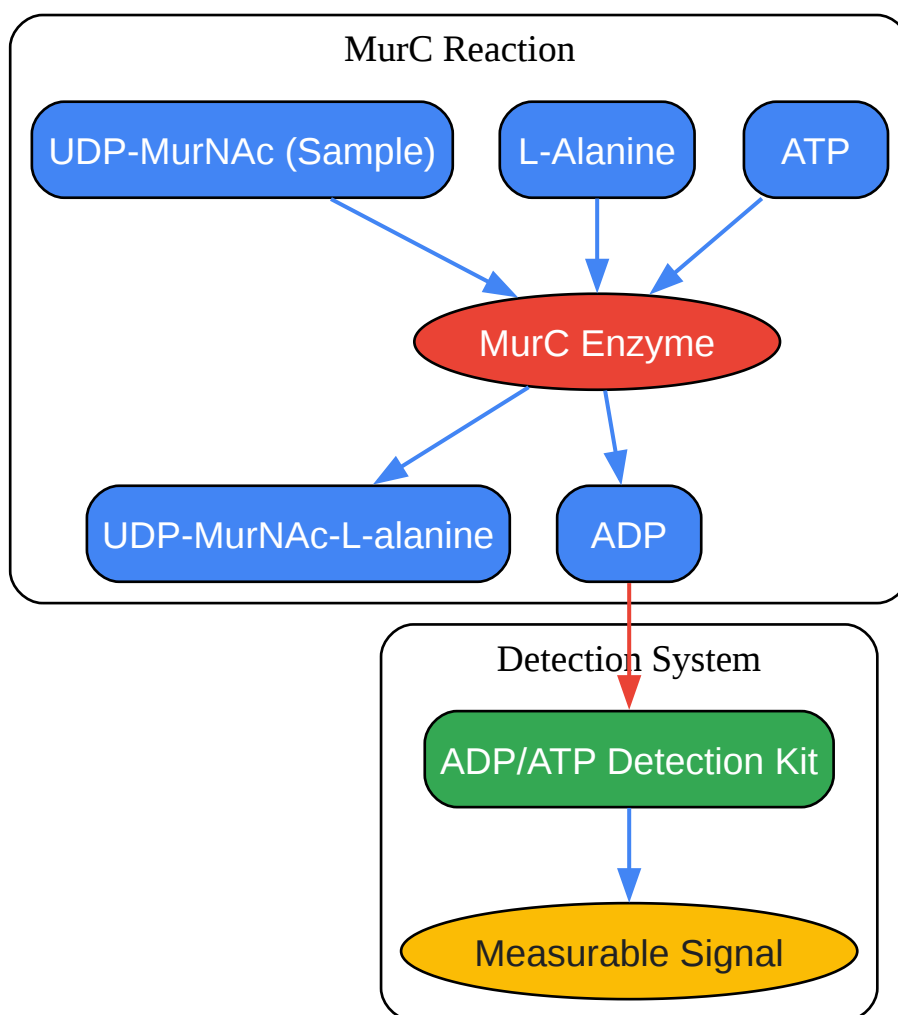 MurC Reaction
UDP-MurNAc (Sample)
L-Alanine
ATP
MurC Enzyme
UDP-MurNAc-L-alanine
ADP
Detection System
ADP/ATP Detection Kit
Measurable Signal